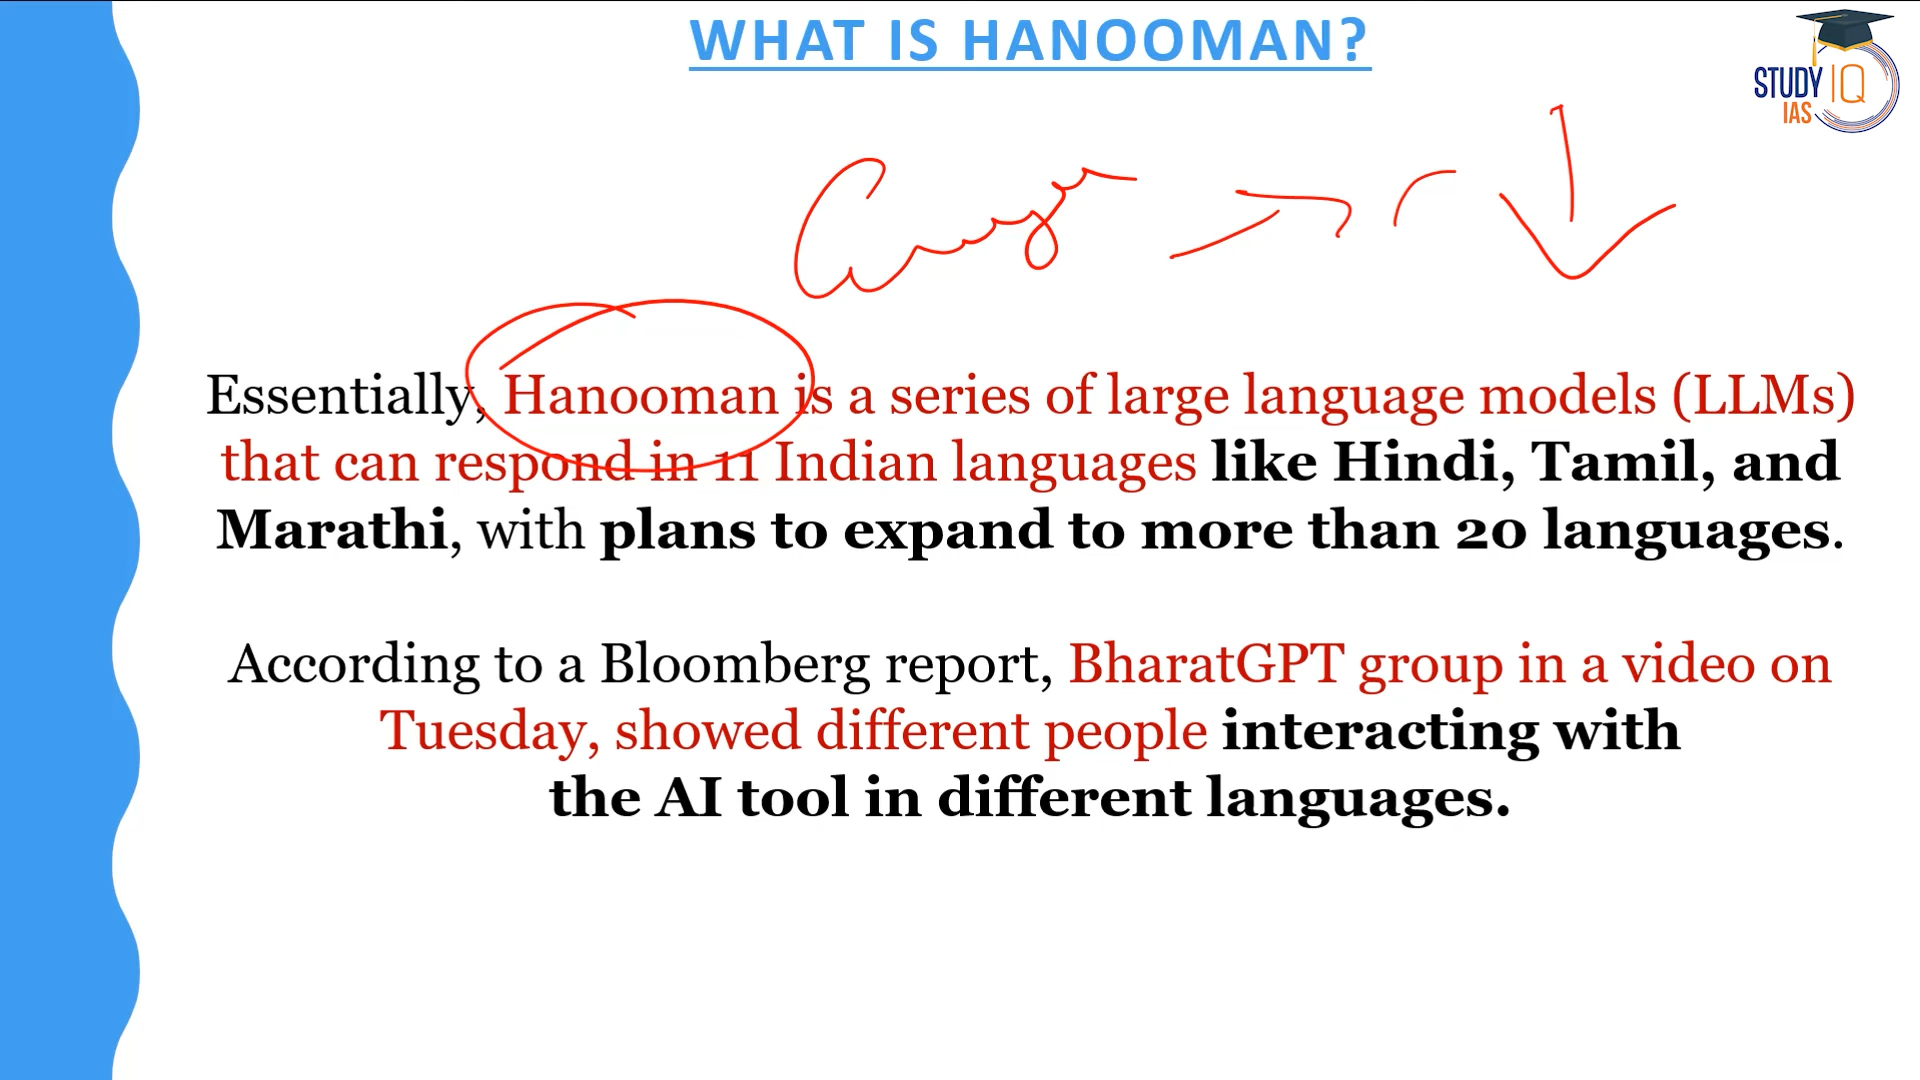 WHAT IS HANOOMAN?
STUDY IQ
IAS
Essentially, Hanooman is a series of large language models (LLMs)
that can respond in 11 Indian languages like Hindi, Tamil, and
Marathi, with plans to expand to more than 20 languages.
According to a Bloomberg report, BharatGPT group in a video on
Tuesday, showed different people interacting with
the AI tool in different languages.